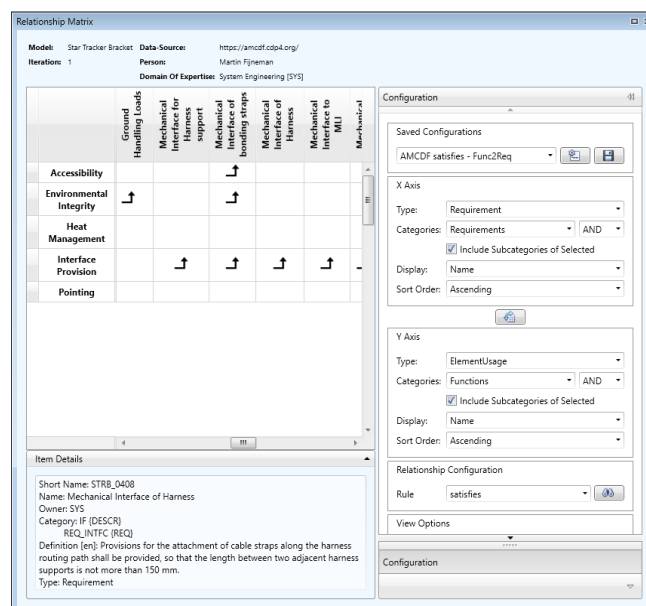 Relationship Matrix
Model: Star Tracker Bracket Data-Source: https://amcdf.cdp4.org/
Iteration: 1 Person: Martin Fijneman
Domain Of Expertise: System Engineering [SYS]
Ground Handling Loads
Mechanical Interface for Harness support
Mechanical Interface of bonding straps
Mechanical Interface of Harness
Mechanical Interface to MLI
Mechanical
Accessibility
Environmental Integrity
Heat Management
Interface Provision
Pointing
Item Details
Short Name: STRB_0408
Name: Mechanical Interface of Harness
Owner: SYS
Category: IF {DESCR}
REQ_INTFC {REQ}
Definition [en]: Provisions for the attachment of cable straps along the harness
routing path shall be provided, so that the length between two adjacent harness
supports is not more than 150 mm.
Type: Requirement
Configuration
Saved Configurations
AMCDF satisfies - Func2Req
X Axis
Type: Requirement
Categories: Requirements AND
Include Subcategories of Selected
Display: Name
Sort Order: Ascending
Y Axis
Type: ElementUsage
Categories: Functions AND
Include Subcategories of Selected
Display: Name
Sort Order: Ascending
Relationship Configuration
Rule satisfies
View Options
Configuration